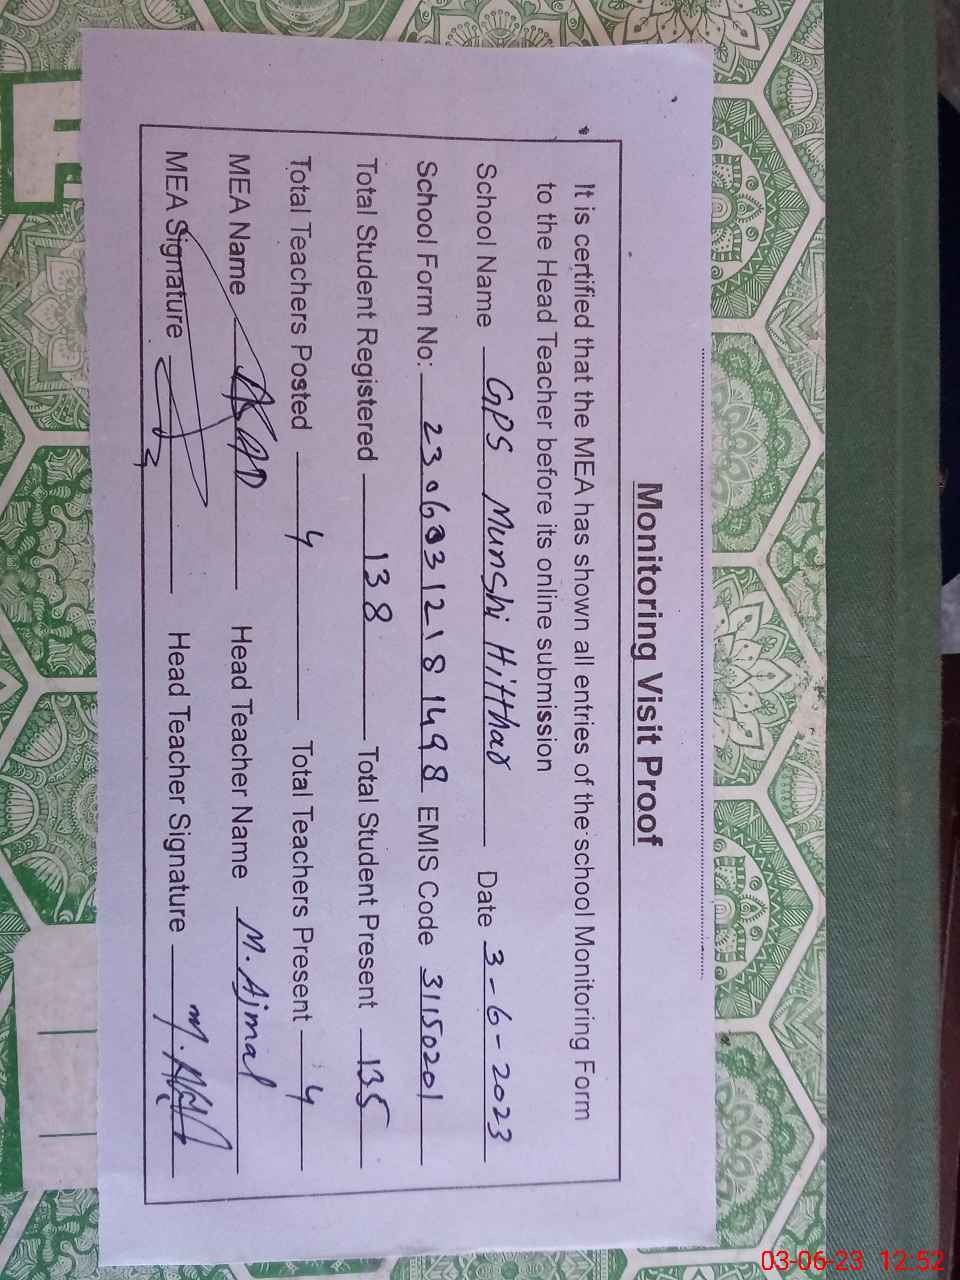 Monitoring Visit Proof
It is certified that the MEA has shown all entries of the school Monitoring Form
to the Head Teacher before its online submission
School Name GPS Munshi Hitthar Date 3-6-2023
School Form No: 23060312181498 EMIS Code 31150201
Total Student Registered 138 Total Student Present 135
Total Teachers Posted 4 Total Teachers Present 4
MEA Name Head Teacher Name M. Ajmal
MEA Signature Head Teacher Signature
03-06-23 12:52